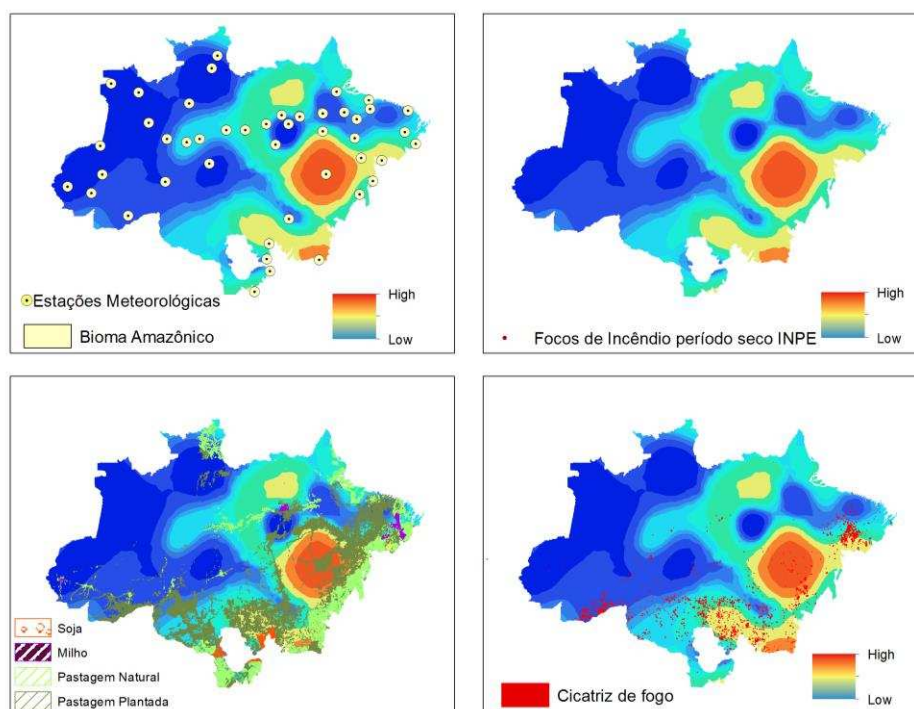 Estações Meteorológicas
Bioma Amazônico
High
Low
Focos de Incêndio período seco INPE
High
Low
Soja
Milho
Pastagem Natural
Pastagem Plantada
Cicatriz de fogo
High
Low